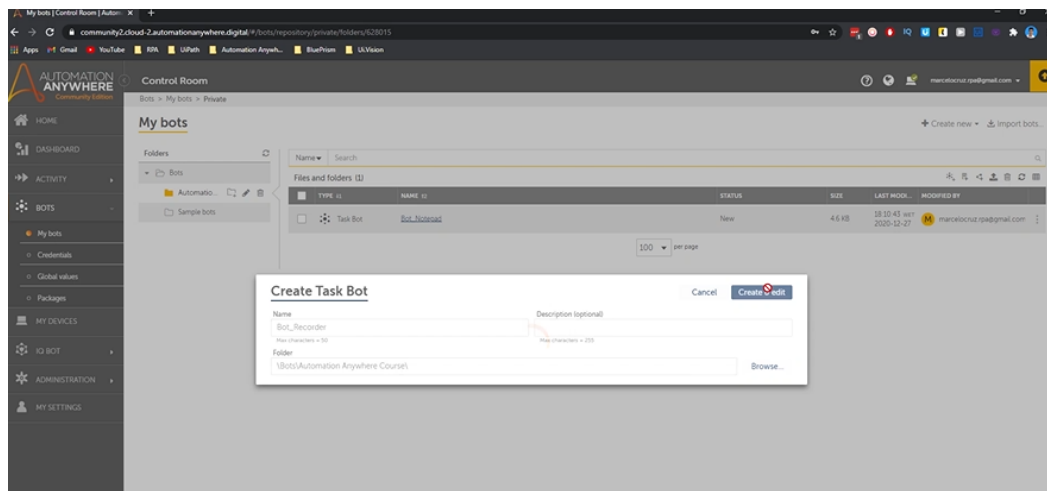 My bots | Control Room | Autom
community2.cloud-2.automationanywhere.digital/#/bots/repository/private/folders/628015
Apps Gmail YouTube RPA UiPath Automation Anywh... BluePrism Ui.Vision
AUTOMATION
ANYWHERE
Community Edition
Control Room
marcelocruz.rpa@gmail.com
Bots > My bots > Private
HOME
DASHBOARD
ACTIVITY
BOTS
My bots
Credentials
Global values
Packages
MY DEVICES
IQ BOT
ADMINISTRATION
MY SETTINGS
My bots
Create new
Import bots...
Folders
Bots
Automatio...
Sample bots
Name
Search
Files and folders (1)
TYPE
NAME
STATUS
SIZE
LAST MODI...
MODIFIED BY
Task Bot
Bot_Notepad
New
4.6 KB
18:10:43 WET
2020-12-27
M
marcelocruz.rpa@gmail.com
100
per page
Create Task Bot
Cancel
Create & edit
Name
Description (optional)
Bot_Recorder
Max characters = 50
Max characters = 255
Folder
\Bots\Automation Anywhere Course\
Browse...